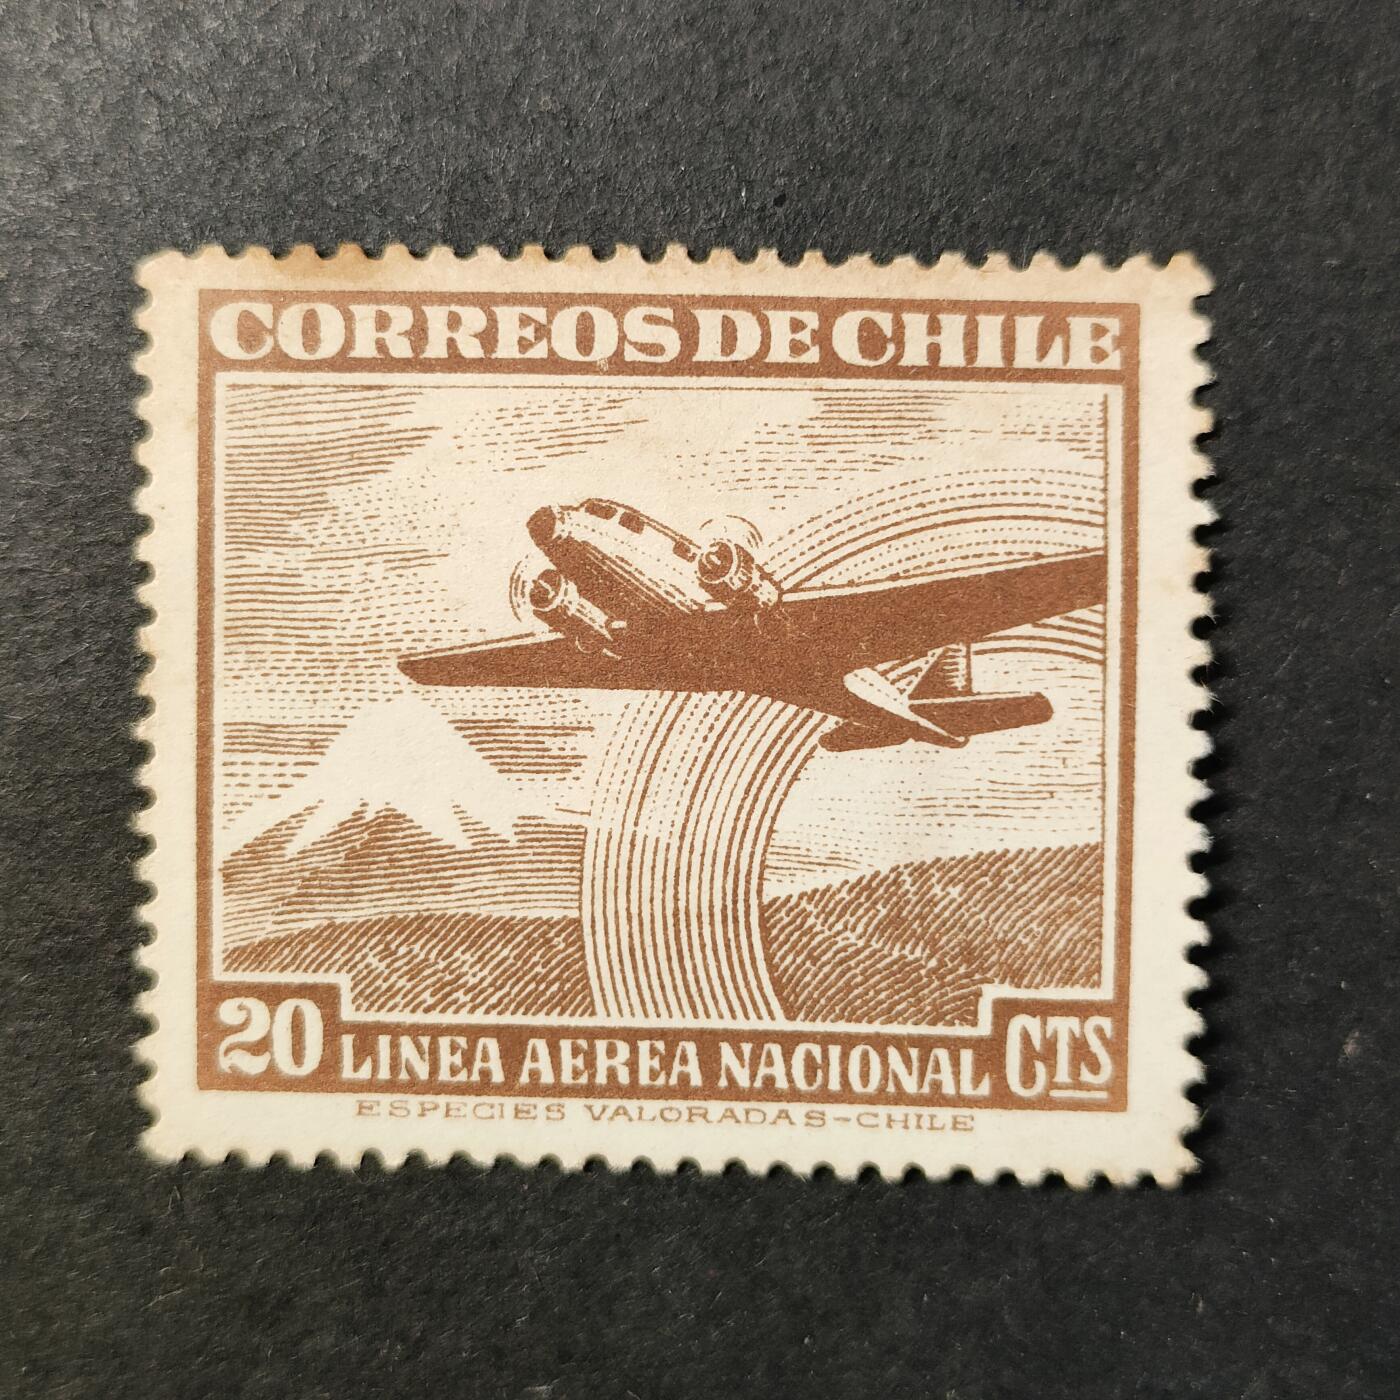 CORREOS DE CHILE
20 LINEA AEREA NACIONAL CTS
ESPECIES VALORADAS-CHILE